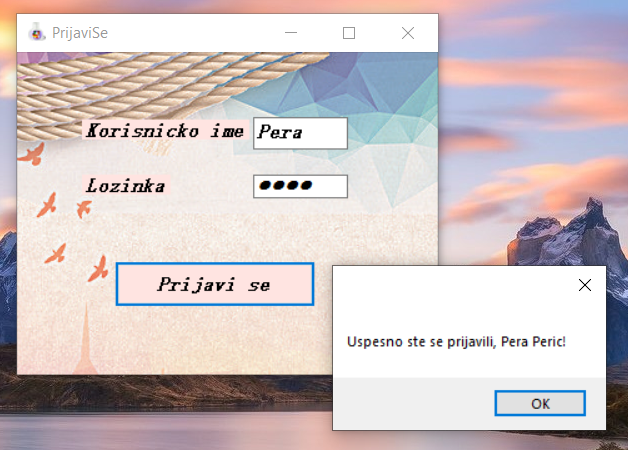 PrijaviSe
Korisnicko ime
Pera
Lozinka
●●●●
Prijavi se
Uspesno ste se prijavili, Pera Peric!
OK